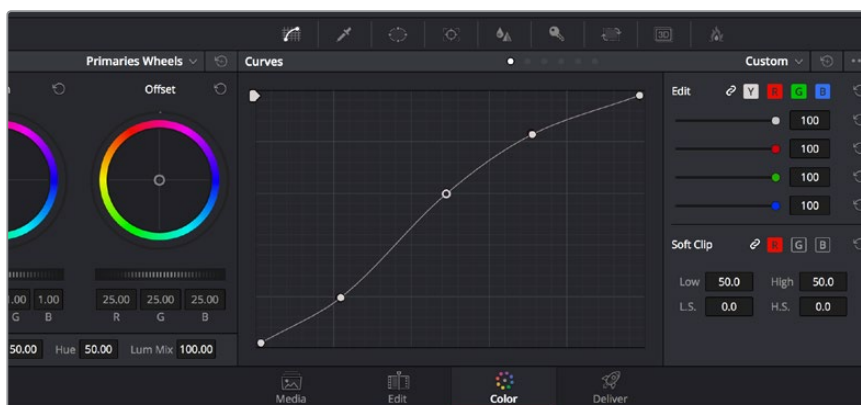 3D
Primaries Wheels
Curves
Custom
Offset
Edit
Y R G B
100
100
100
100
Soft Clip
R G B
Low 50.0 High 50.0
L.S. 0.0 H.S. 0.0
1.00 25.00 25.00 25.00
G B R G B
50.00 Hue 50.00 Lum Mix 100.00
Media Edit Color Deliver